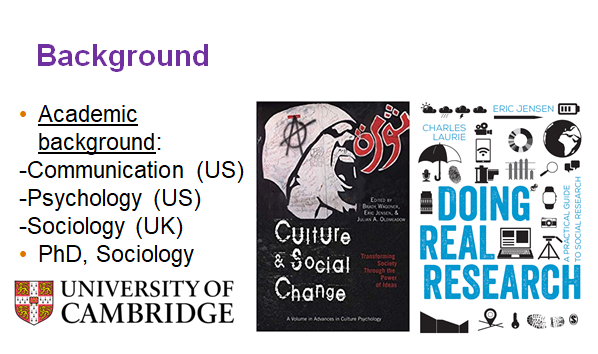 Background
• Academic
background:
-Communication (US)
-Psychology (US)
-Sociology (UK)
• PhD, Sociology
UNIVERSITY OF
CAMBRIDGE
ثورة
EDITED BY
BRADY WAGONER,
ERIC JENSEN, &
JULIAN A. OLDMEADOW
Culture
& Social
Change
Transforming
Society
Through the
Power
of Ideas
A Volume in Advances in Culture Psychology
ERIC JENSEN
CHARLES
LAURIE
DOING
REAL
RESEARCH
A PRACTICAL GUIDE
TO SOCIAL RESEARCH